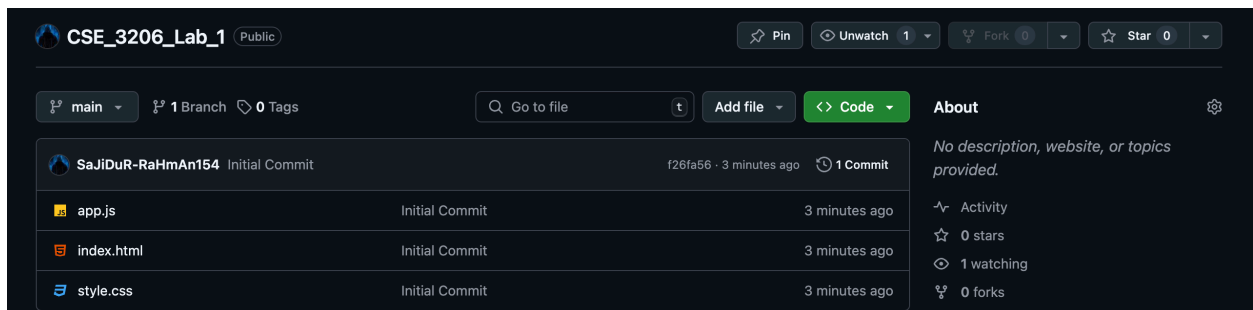 CSE_3206_Lab_1 Public Pin Unwatch 1 Fork 0 Star 0
main 1 Branch 0 Tags Go to file t Add file Code
SaJiDuR-RaHmAn154 Initial Commit f26fa56 · 3 minutes ago 1 Commit
JS app.js Initial Commit 3 minutes ago
index.html Initial Commit 3 minutes ago
style.css Initial Commit 3 minutes ago
About
No description, website, or topics
provided.
Activity
0 stars
1 watching
0 forks